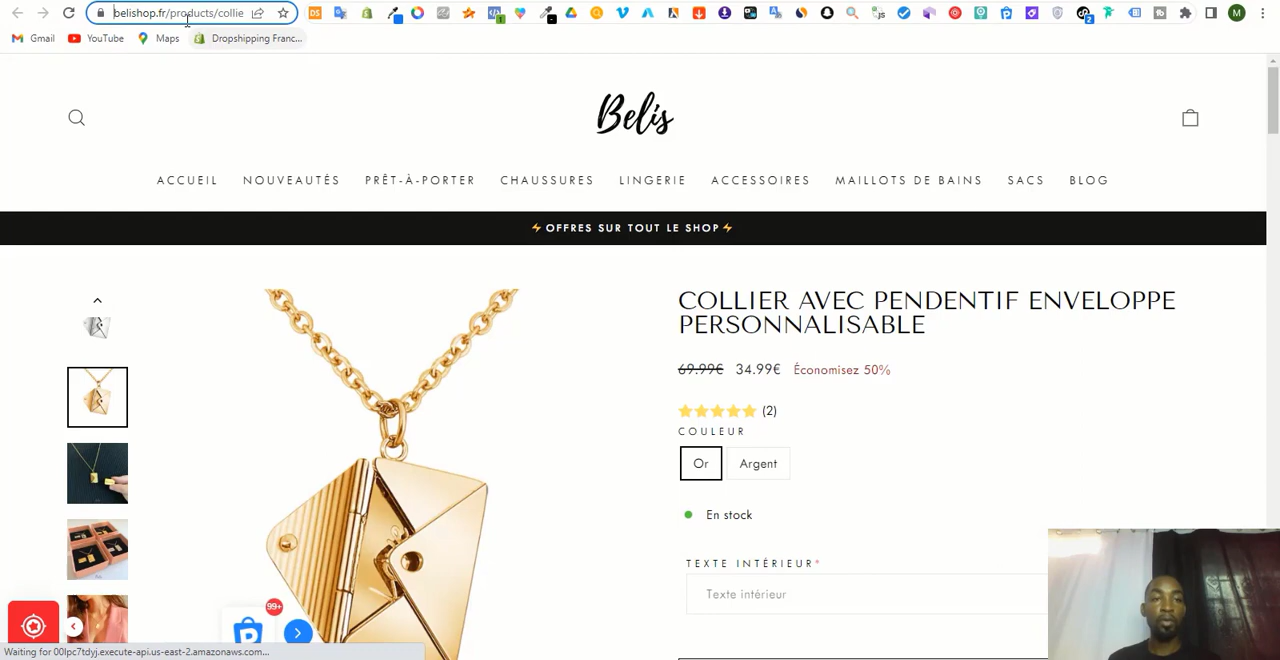 belishop.fr/products/collie
Gmail YouTube Maps Dropshipping Franc...
Belis
ACCUEIL NOUVEAUTÉS PRÊT-À-PORTER CHAUSSURES LINGERIE ACCESSOIRES MAILLOTS DE BAINS SACS BLOG
⚡OFFRES SUR TOUT LE SHOP⚡
COLLIER AVEC PENDENTIF ENVELOPPE
PERSONNALISABLE
69.99€ 34.99€ Économisez 50%
(2)
COULEUR
Or Argent
En stock
TEXTE INTÉRIEUR*
Texte intérieur
99+
Waiting for 00lpc7tdyj.execute-api.us-east-2.amazonaws.com...